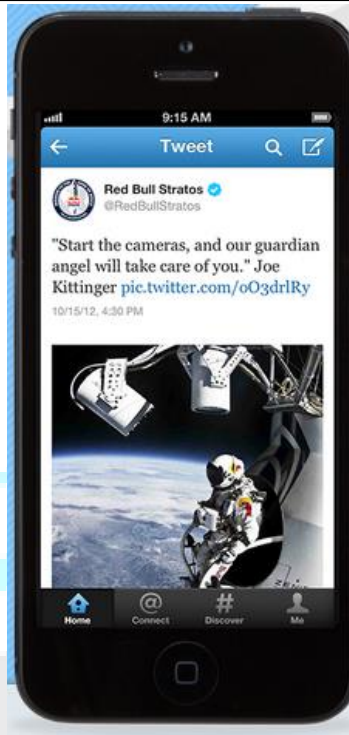 9:15 AM
Tweet
Red Bull Stratos
@RedBullStratos
"Start the cameras, and our guardian
angel will take care of you." Joe
Kittinger pic.twitter.com/oO3drlRy
10/15/12, 4:30 PM
Home
Connect
Discover
Me